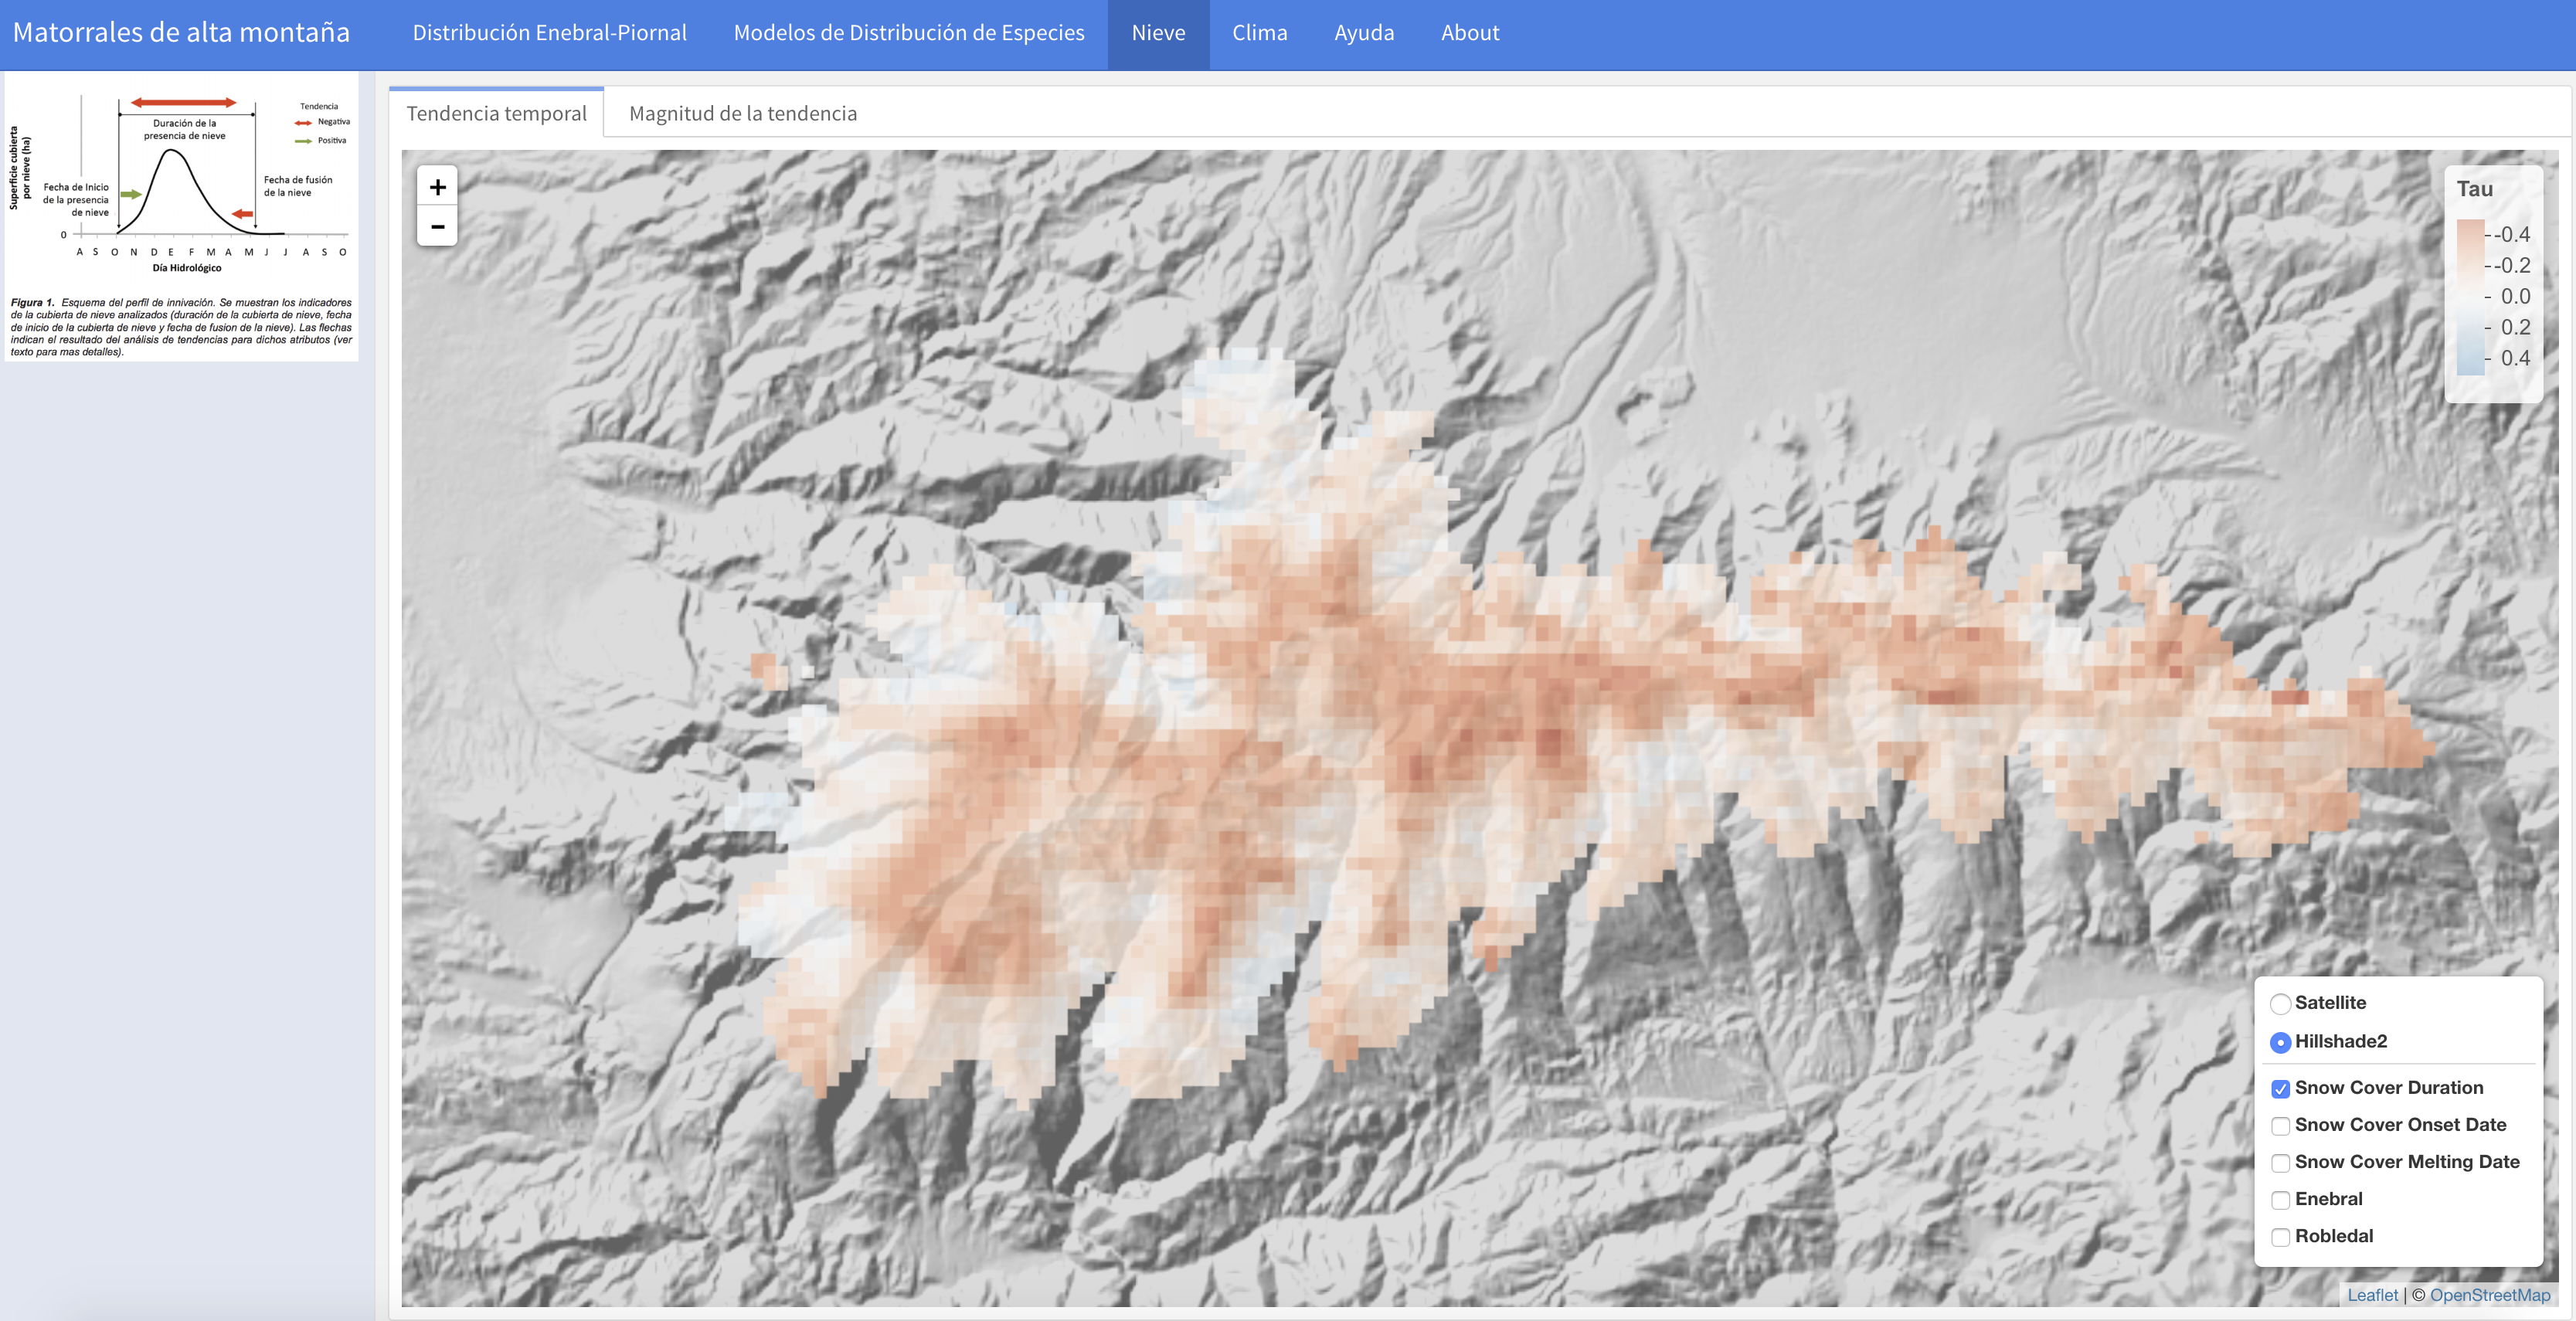 Matorrales de alta montaña
Distribución Enebral-Piornal
Modelos de Distribución de Especies
Nieve
Clima
Ayuda
About
Superficie cubierta
por nieve (ha)
Duración de la
presencia de nieve
Tendencia
Negativa
Positiva
Fecha de Inicio
de la presencia
de nieve
Fecha de fusión
de la nieve
0
A S O N D E F M A M J J A S O
Día Hidrológico
Figura 1. Esquema del perfil de innivación. Se muestran los indicadores
de la cubierta de nieve analizados (duración de la cubierta de nieve, fecha
de inicio de la cubierta de nieve y fecha de fusion de la nieve). Las flechas
indican el resultado del análisis de tendencias para dichos atributos (ver
texto para mas detalles).
Tendencia temporal
Magnitud de la tendencia
+
−
Tau
-0.4
-0.2
0.0
0.2
0.4
Satellite
Hillshade2
Snow Cover Duration
Snow Cover Onset Date
Snow Cover Melting Date
Enebral
Robledal
Leaflet | © OpenStreetMap